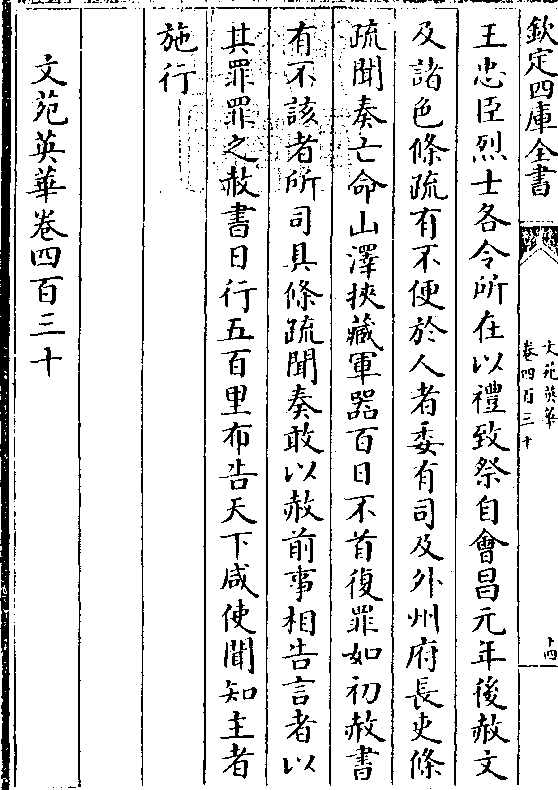 欽定四庫全書
文苑英華
卷四百三十
十四
王忠臣烈士各令所在以禮致祭自會昌元年後赦文
及諸色條疏有不便於人者委有司及外州府長吏條
疏聞奏亡命山澤挾藏軍器百日不首復罪如初赦書
有不該者所司具條疏聞奏敢以赦前事相告言者以
其罪罪之赦書日行五百里布告天下咸使聞知主者
施行
文苑英華卷四百三十